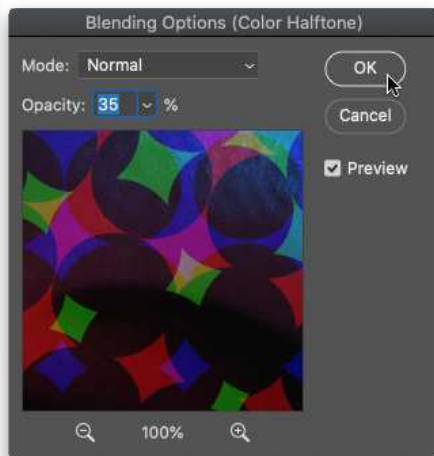 Blending Options (Color Halftone)
Mode: Normal
OK
Opacity: 35 %
Cancel
Preview
100%